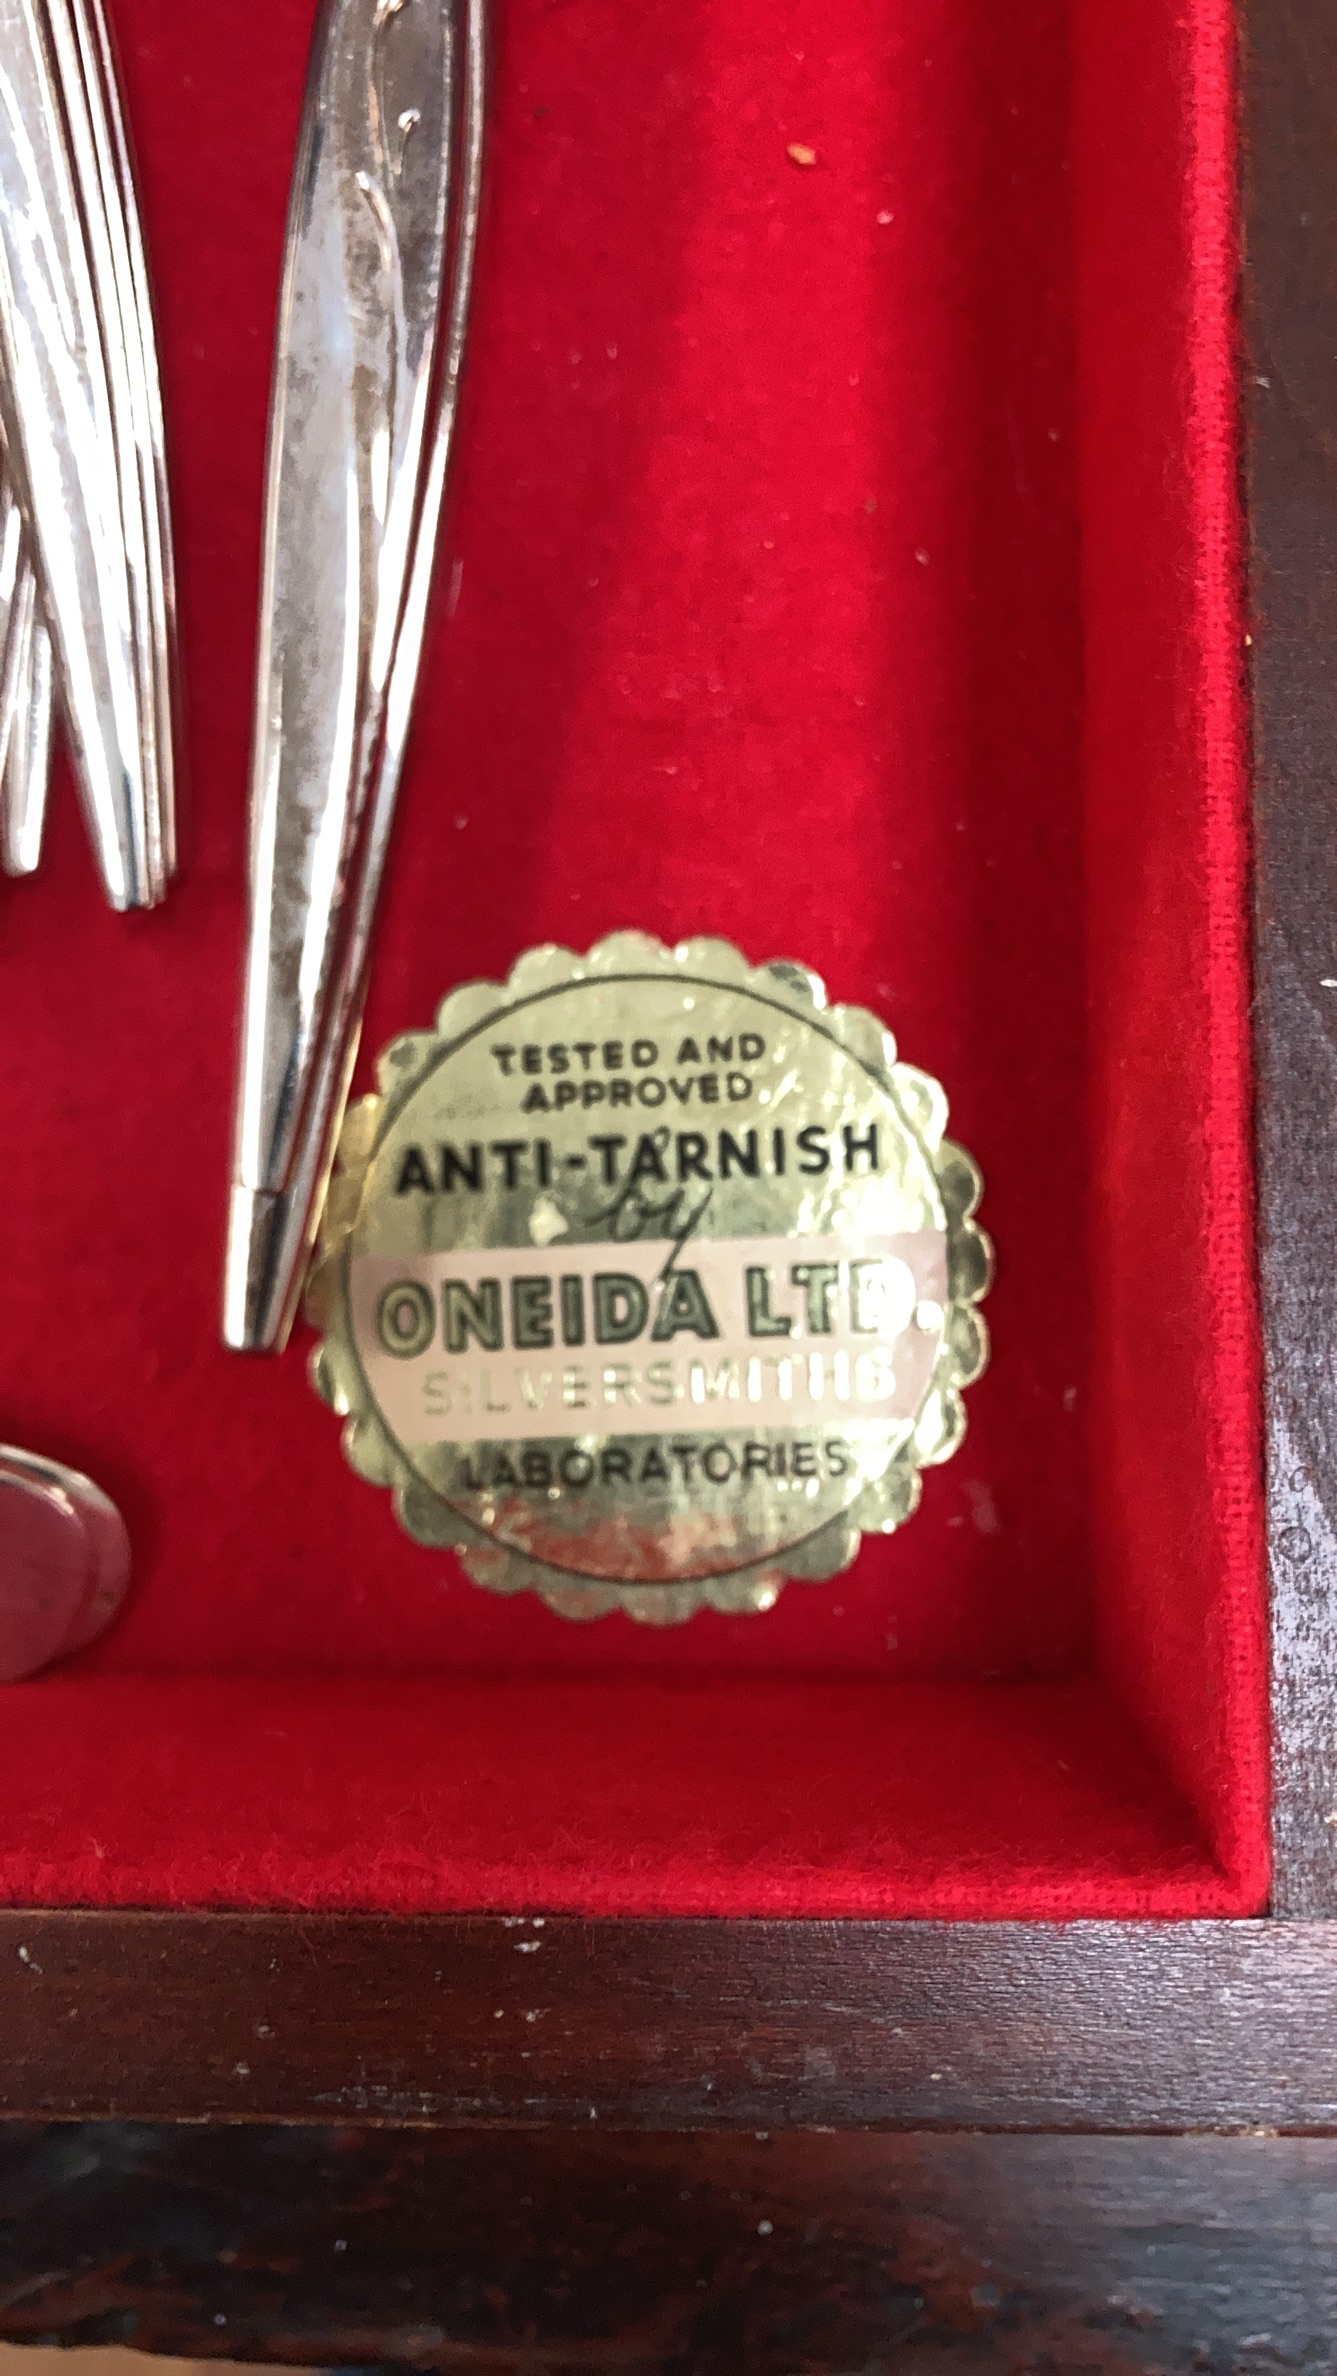 TESTED AND
APPROVED
ANTI-TARNISH
by
ONEIDA LTD.
SILVERSMITHS
LABORATORIES